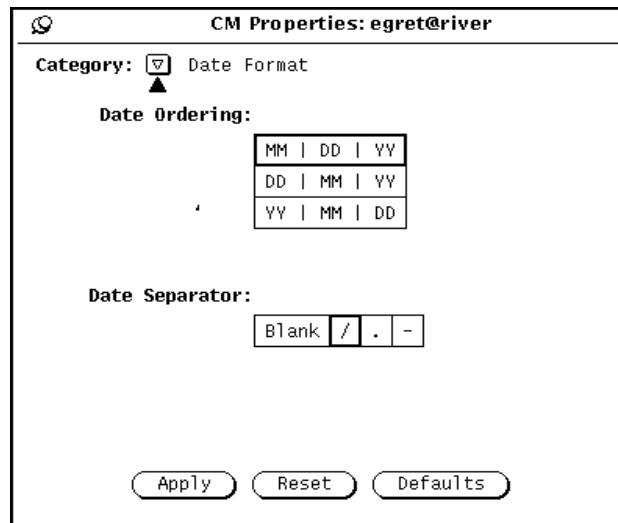 CM Properties: egret@river
Category: Date Format
Date Ordering:
MM | DD | YY
DD | MM | YY
YY | MM | DD
Date Separator:
Blank / . -
Apply Reset Defaults